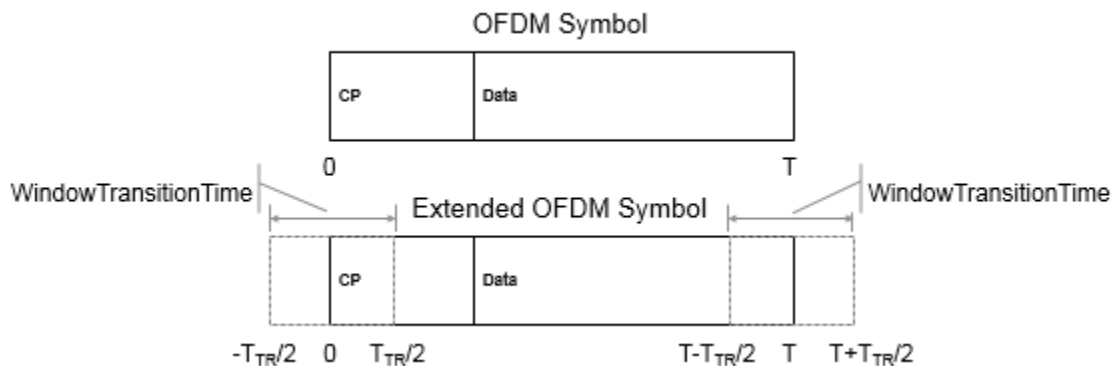 OFDM Symbol
CP Data
0 T
WindowTransitionTime WindowTransitionTime
Extended OFDM Symbol
CP Data
-T_TR/2 0 T_TR/2 T-T_TR/2 T T+T_TR/2